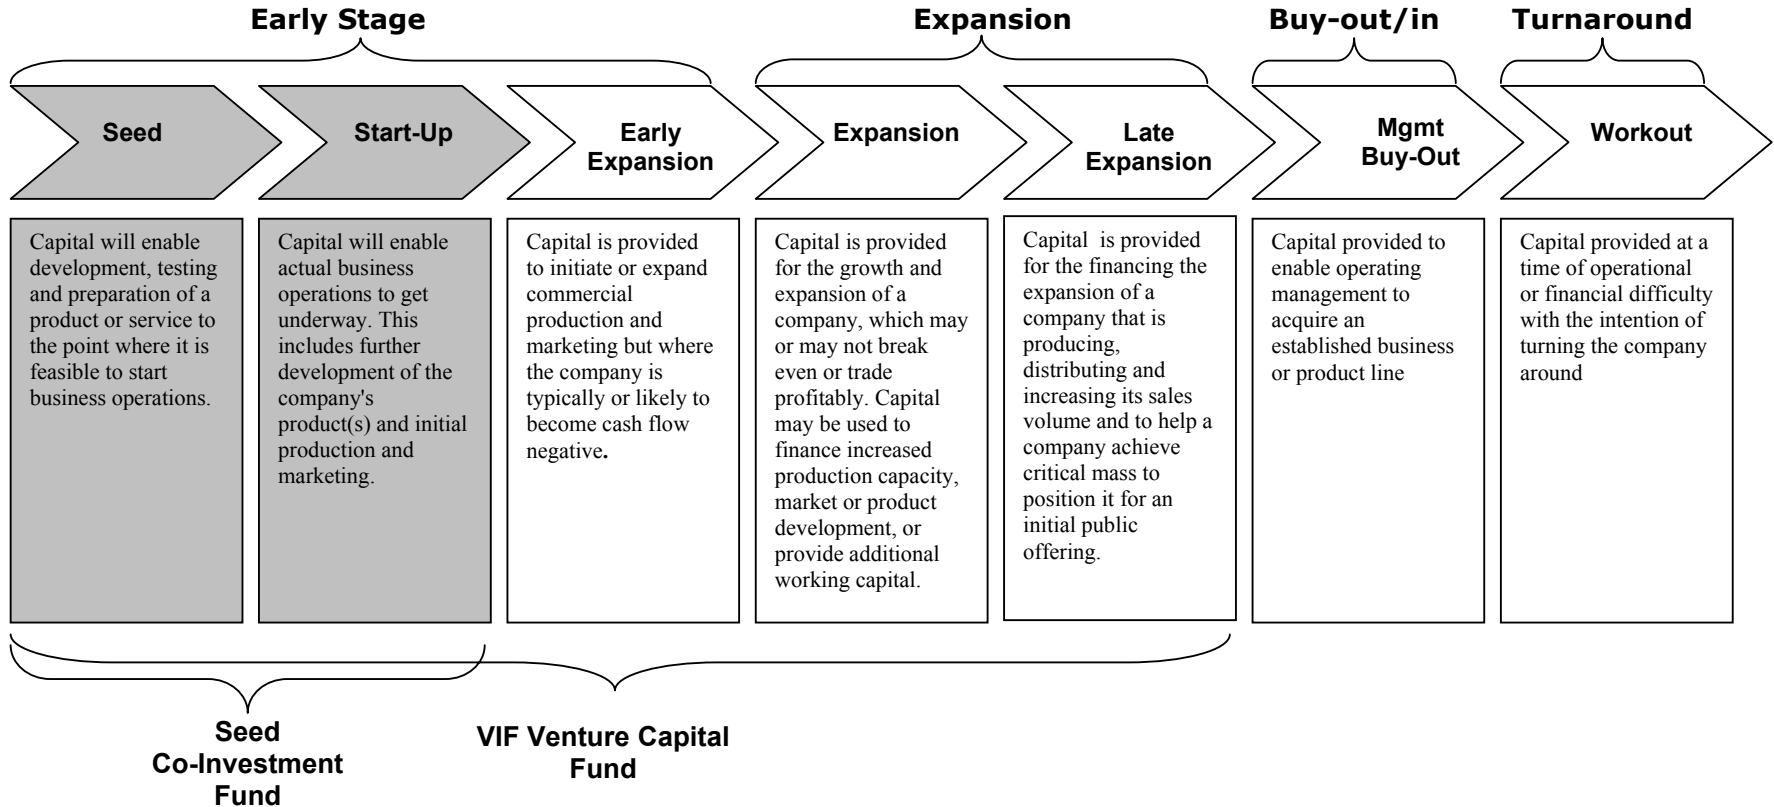 Early Stage
Expansion
Buy-out/in
Turnaround
Seed
Start-Up
Early
Expansion
Expansion
Late
Expansion
Mgmt
Buy-Out
Workout
Capital will enable
development, testing
and preparation of a
product or service to
the point where it is
feasible to start
business operations.
Capital will enable
actual business
operations to get
underway. This
includes further
development of the
company's
product(s) and initial
production and
marketing.
Capital is provided
to initiate or expand
commercial
production and
marketing but where
the company is
typically or likely to
become cash flow
negative.
Capital is provided
for the growth and
expansion of a
company, which may
or may not break
even or trade
profitably. Capital
may be used to
finance increased
production capacity,
market or product
development, or
provide additional
working capital.
Capital  is provided
for the financing the
expansion of a
company that is
producing,
distributing and
increasing its sales
volume and to help a
company achieve
critical mass to
position it for an
initial public
offering.
Capital provided to
enable operating
management to
acquire an
established business
or product line
Capital provided at a
time of operational
or financial difficulty
with the intention of
turning the company
around
Seed
Co-Investment
Fund
VIF Venture Capital
Fund